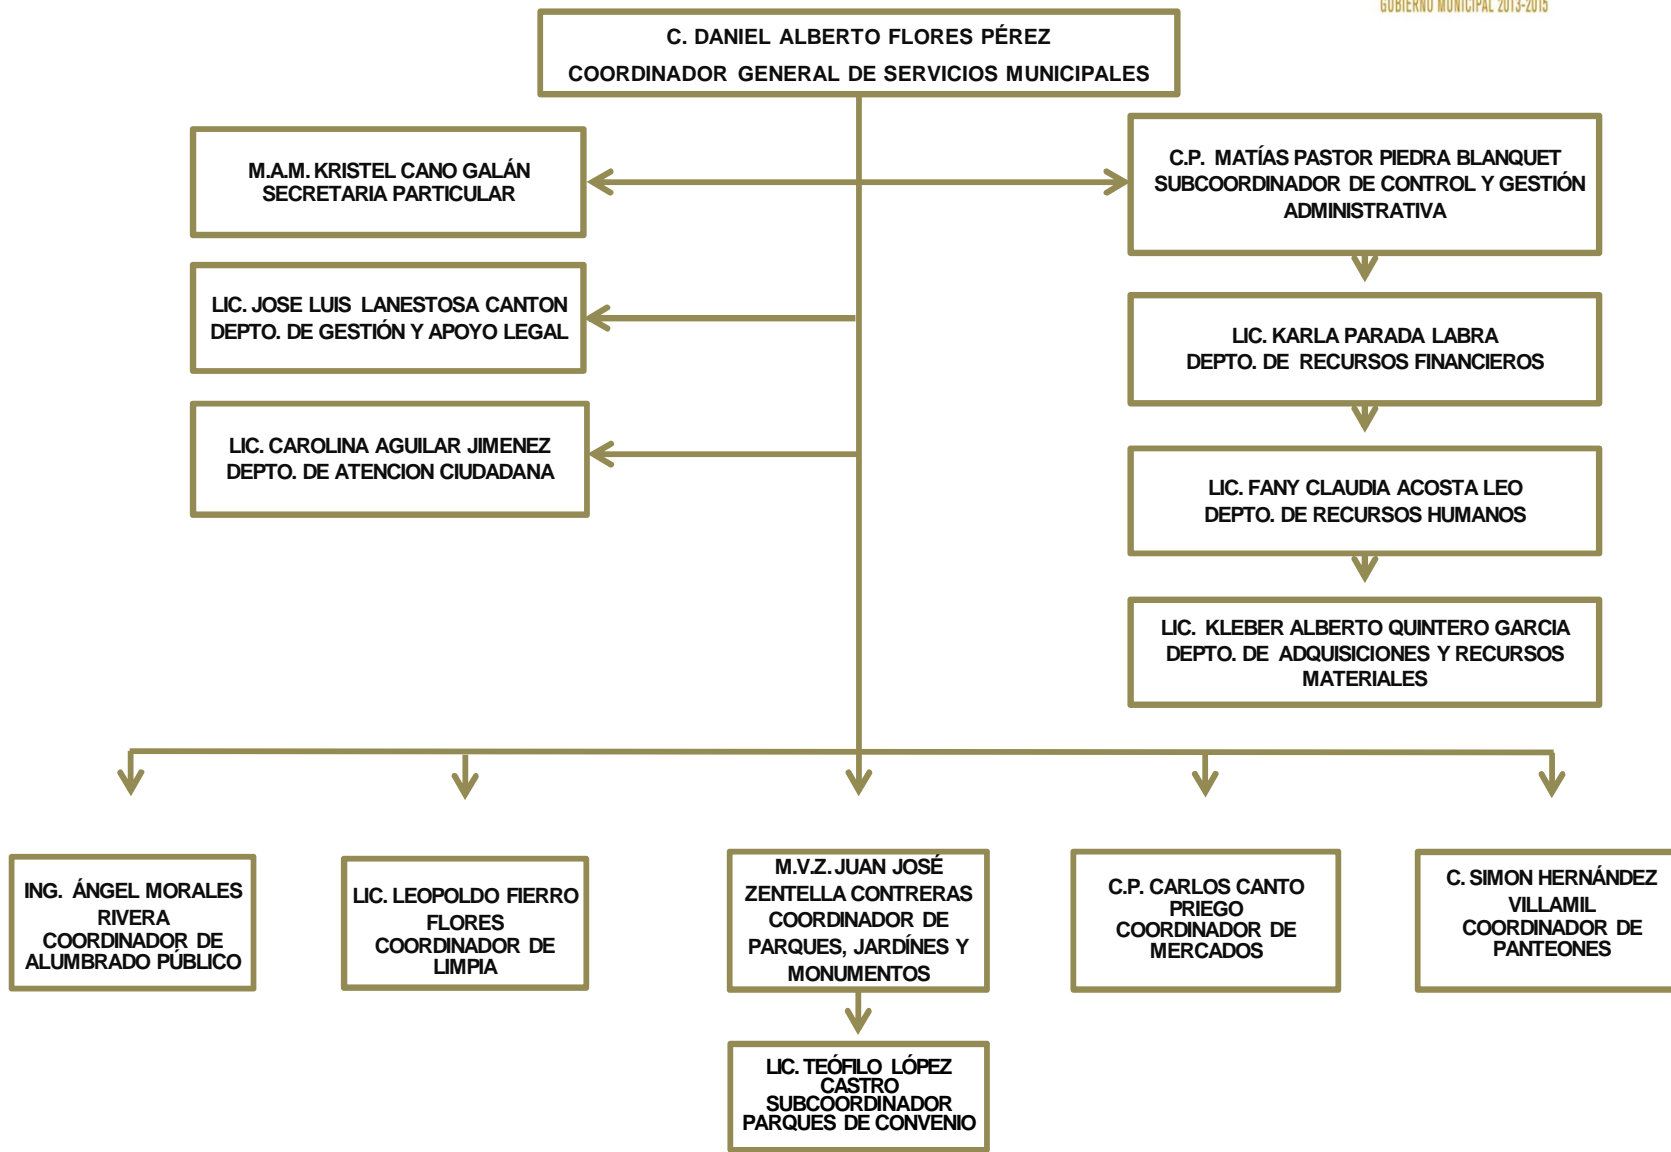 GOBIERNO MUNICIPAL 2013-2015
C. DANIEL ALBERTO FLORES PÉREZ
COORDINADOR GENERAL DE SERVICIOS MUNICIPALES
M.A.M. KRISTEL CANO GALÁN
SECRETARIA PARTICULAR
C.P. MATÍAS PASTOR PIEDRA BLANQUET
SUBCOORDINADOR DE CONTROL Y GESTIÓN
ADMINISTRATIVA
LIC. JOSE LUIS LANESTOSA CANTON
DEPTO. DE GESTIÓN Y APOYO LEGAL
LIC. KARLA PARADA LABRA
DEPTO. DE RECURSOS FINANCIEROS
LIC. CAROLINA AGUILAR JIMENEZ
DEPTO. DE ATENCION CIUDADANA
LIC. FANY CLAUDIA ACOSTA LEO
DEPTO. DE RECURSOS HUMANOS
LIC. KLEBER ALBERTO QUINTERO GARCIA
DEPTO. DE ADQUISICIONES Y RECURSOS
MATERIALES
ING. ÁNGEL MORALES
RIVERA
COORDINADOR DE
ALUMBRADO PÚBLICO
LIC. LEOPOLDO FIERRO
FLORES
COORDINADOR DE
LIMPIA
M.V.Z. JUAN JOSÉ
ZENTELLA CONTRERAS
COORDINADOR DE
PARQUES, JARDÍNES Y
MONUMENTOS
C.P. CARLOS CANTO
PRIEGO
COORDINADOR DE
MERCADOS
C. SIMON HERNÁNDEZ
VILLAMIL
COORDINADOR DE
PANTEONES
LIC. TEÓFILO LÓPEZ
CASTRO
SUBCOORDINADOR
PARQUES DE CONVENIO